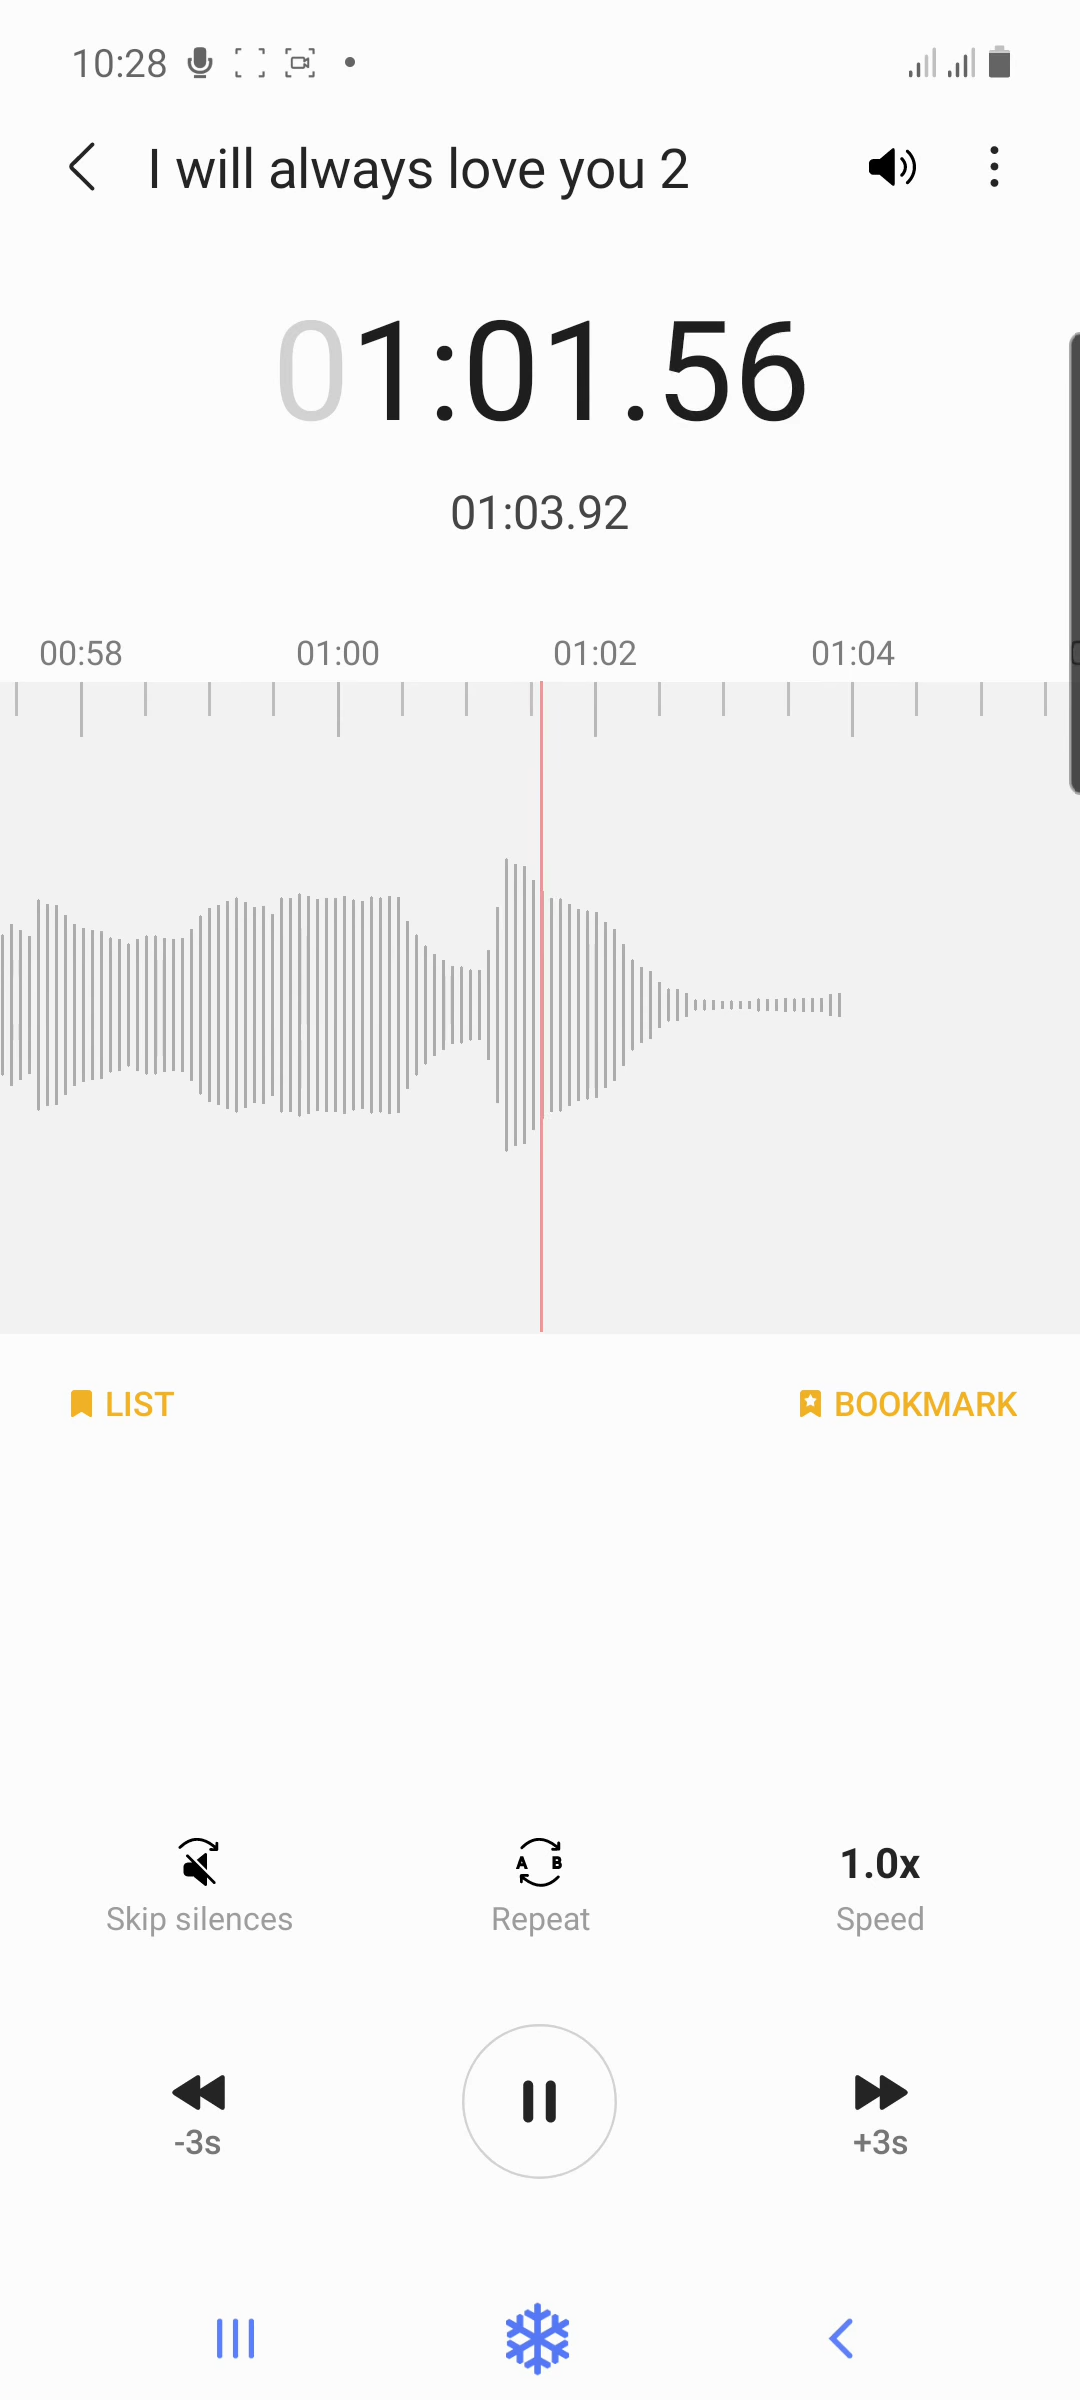 10:28
I will always love you 2
01:01.56
01:03.92
00:58 01:00 01:02 01:04
LIST BOOKMARK
A B 1.0x
Skip silences Repeat Speed
-3s +3s